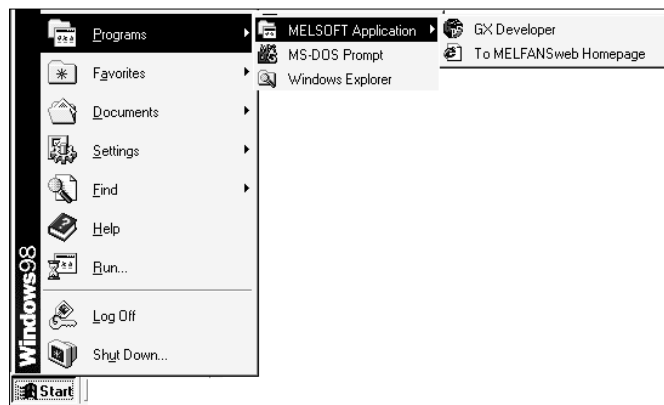 Programs
Favorites
Documents
Settings
Find
Help
Run...
Log Off
Shut Down...
Windows98
Start
MELSOFT Application
MS-DOS Prompt
Windows Explorer
GX Developer
To MELFANSweb Homepage